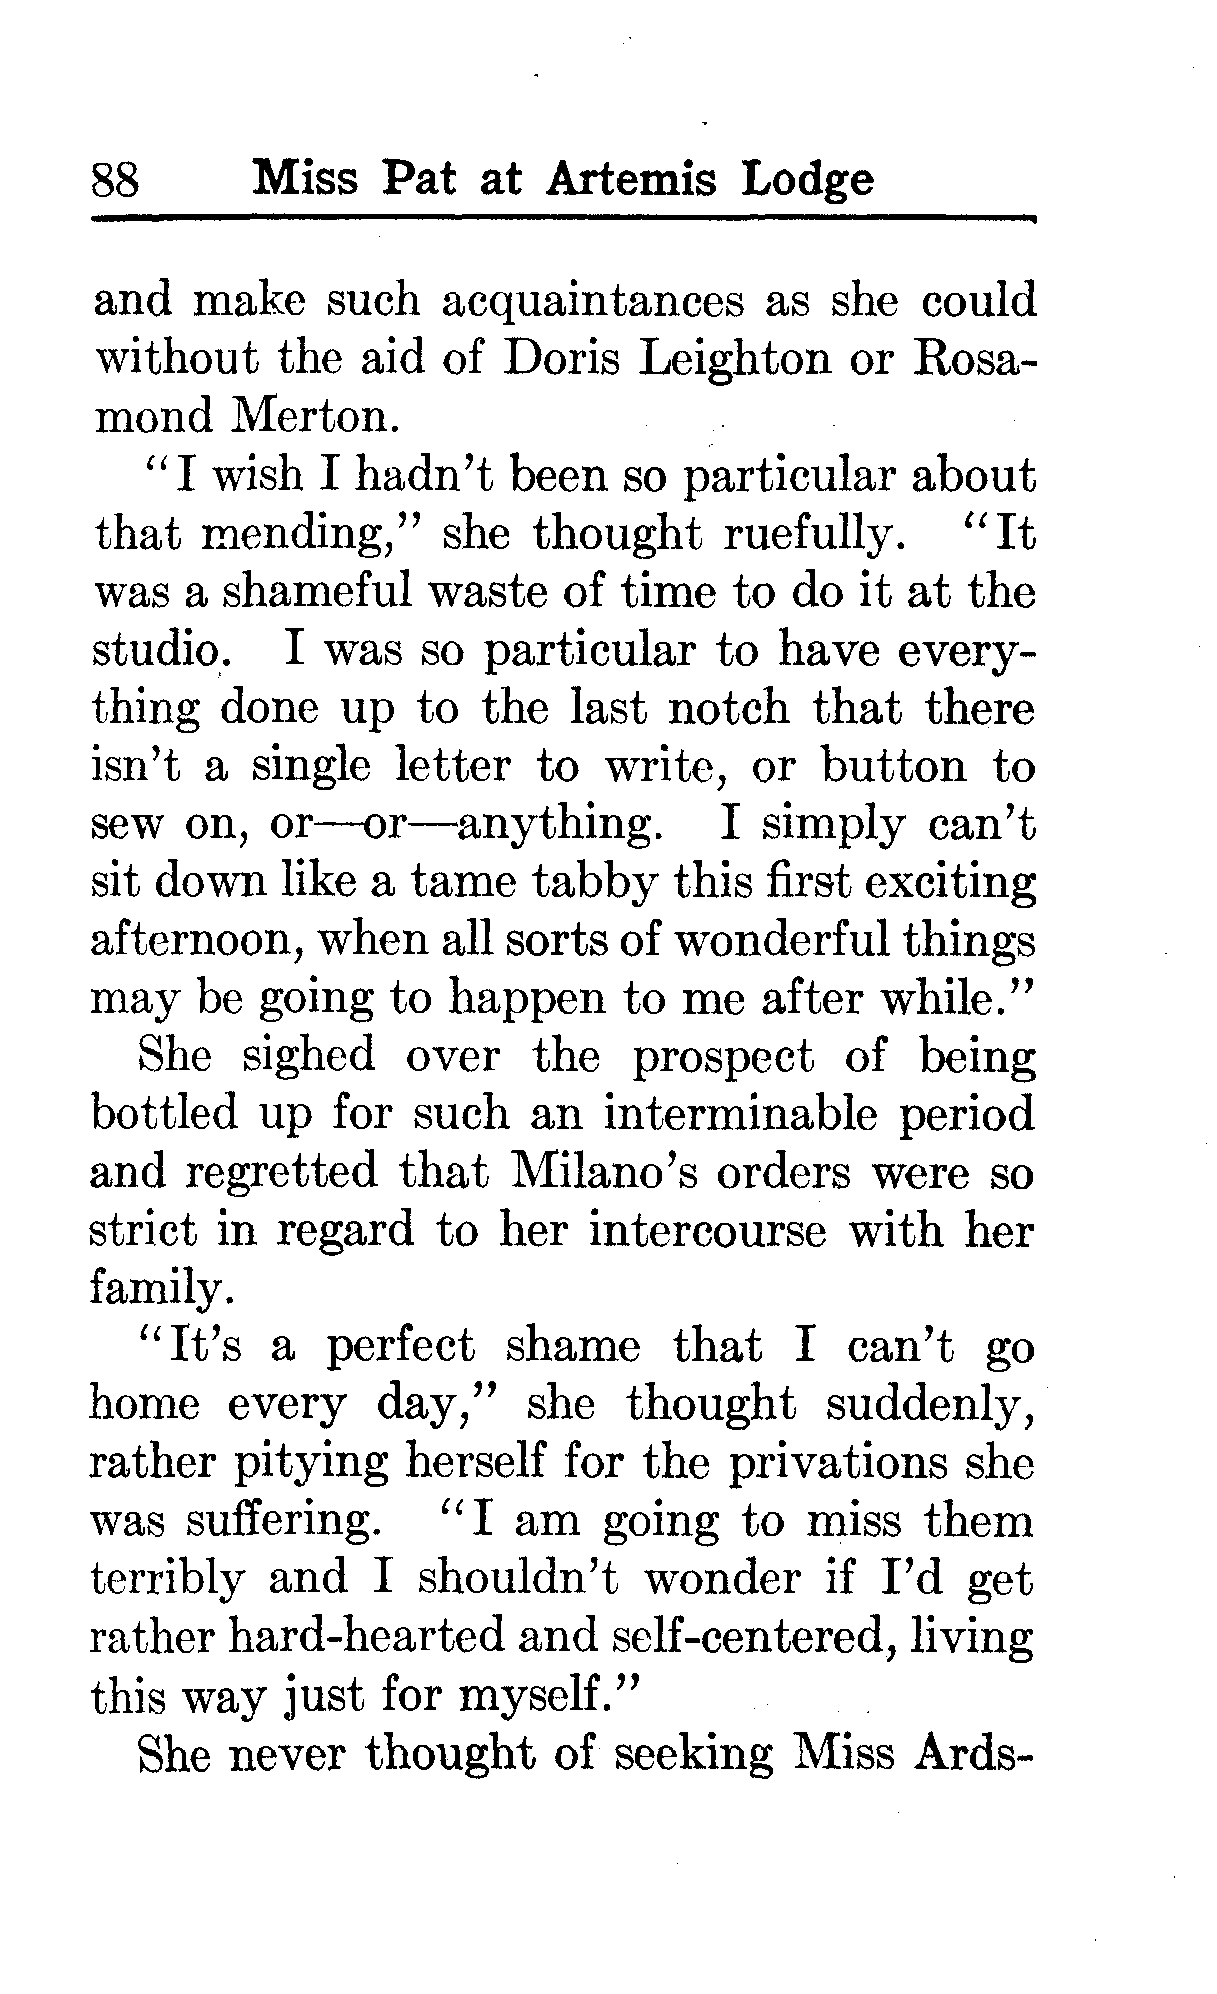 88 Miss Pat at Artemis Lodge
and make such acquaintances as she could
without the aid of Doris Leighton or Rosa-
mond Merton.
"I wish I hadn't been so particular about
that mending," she thought ruefully. "It
was a shameful waste of time to do it at the
studio. I was so particular to have every-
thing done up to the last notch that there
isn't a single letter to write, or button to
sew on, or—or—anything. I simply can't
sit down like a tame tabby this first exciting
afternoon, when all sorts of wonderful things
may be going to happen to me after while."
She sighed over the prospect of being
bottled up for such an interminable period
and regretted that Milano's orders were so
strict in regard to her intercourse with her
family.
"It's a perfect shame that I can't go
home every day," she thought suddenly,
rather pitying herself for the privations she
was suffering. "I am going to miss them
terribly and I shouldn't wonder if I'd get
rather hard-hearted and self-centered, living
this way just for myself."
She never thought of seeking Miss Ards-